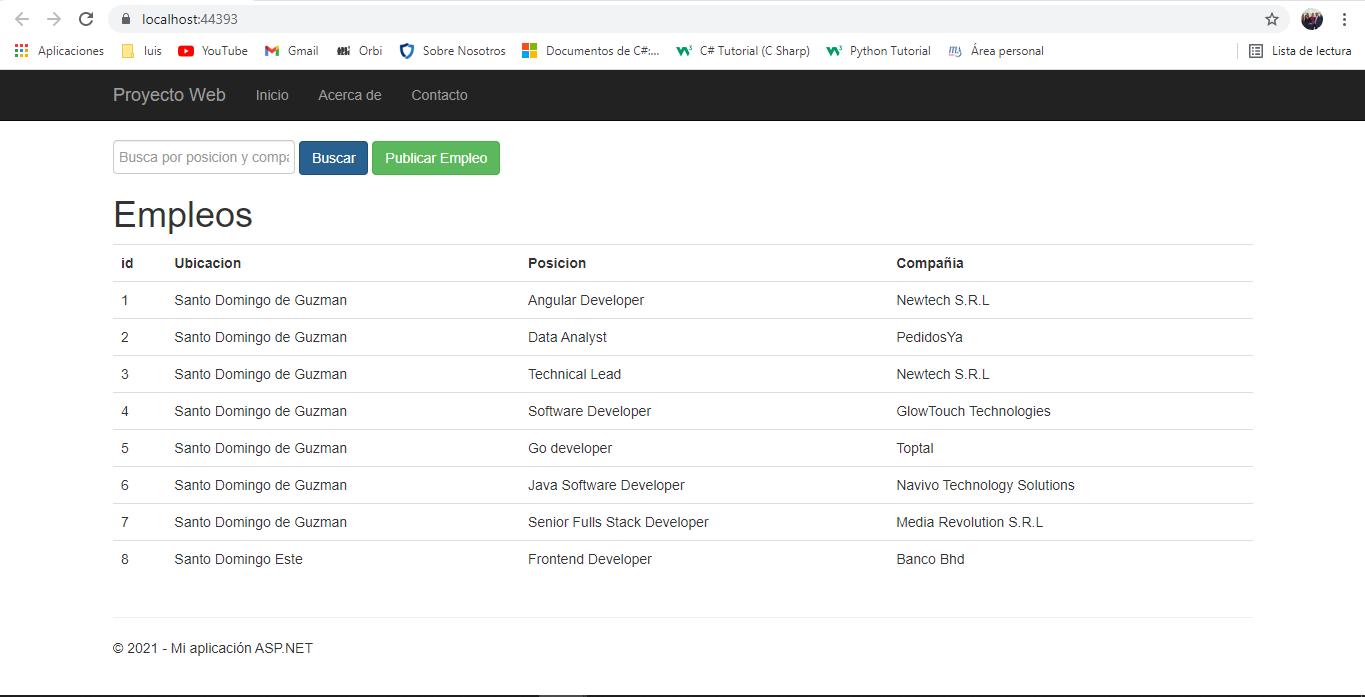 localhost:44393
Aplicaciones luis YouTube Gmail Orbi Sobre Nosotros Documentos de C#:... C# Tutorial (C Sharp) Python Tutorial Área personal Lista de lectura
Proyecto Web Inicio Acerca de Contacto
Busca por posicion y compa Buscar Publicar Empleo
Empleos
id Ubicacion Posicion Compañia
1 Santo Domingo de Guzman Angular Developer Newtech S.R.L
2 Santo Domingo de Guzman Data Analyst PedidosYa
3 Santo Domingo de Guzman Technical Lead Newtech S.R.L
4 Santo Domingo de Guzman Software Developer GlowTouch Technologies
5 Santo Domingo de Guzman Go developer Toptal
6 Santo Domingo de Guzman Java Software Developer Navivo Technology Solutions
7 Santo Domingo de Guzman Senior Fulls Stack Developer Media Revolution S.R.L
8 Santo Domingo Este Frontend Developer Banco Bhd
© 2021 - Mi aplicación ASP.NET